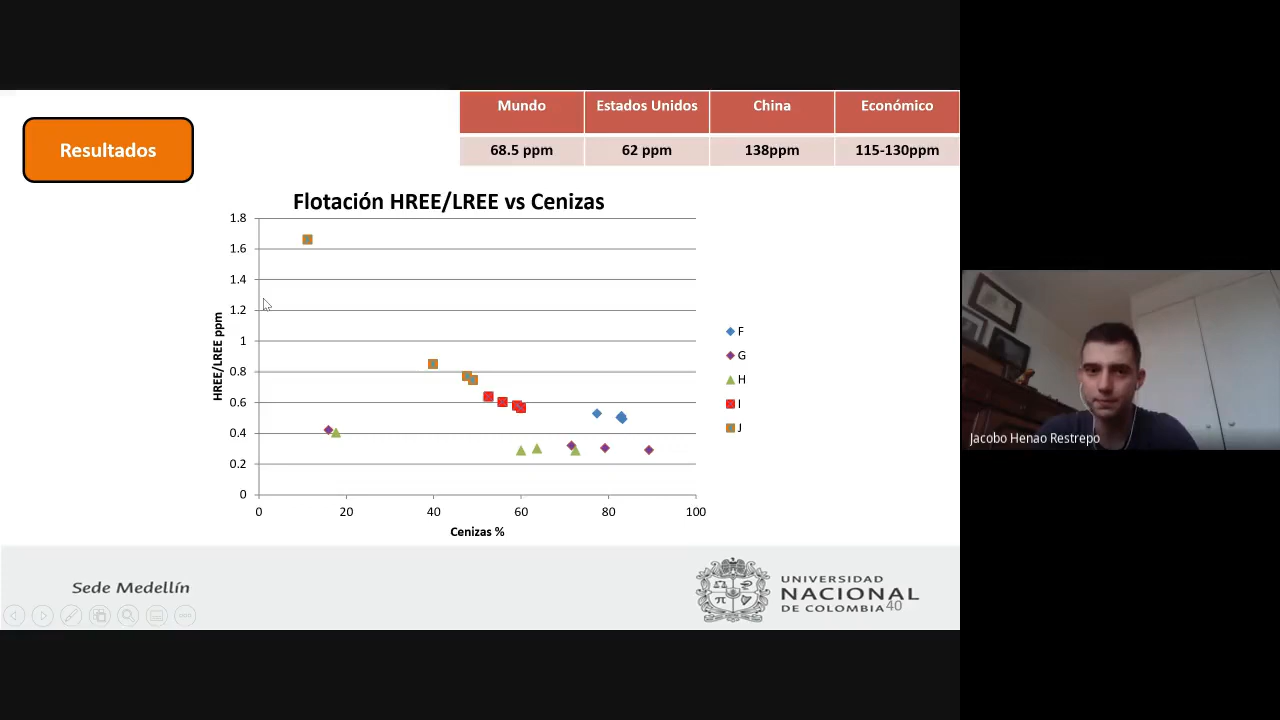 Mundo
Estados Unidos
China
Económico
68.5 ppm
62 ppm
138ppm
115-130ppm
Resultados
Flotación HREE/LREE vs Cenizas
HREE/LREE ppm
1.8
1.6
1.4
1.2
1
0.8
0.6
0.4
0.2
0
0
20
40
60
80
100
Cenizas %
F
G
H
I
J
Jacobo Henao Restrepo
Sede Medellín
UNIVERSIDAD
NACIONAL
DE COLOMBIA
40